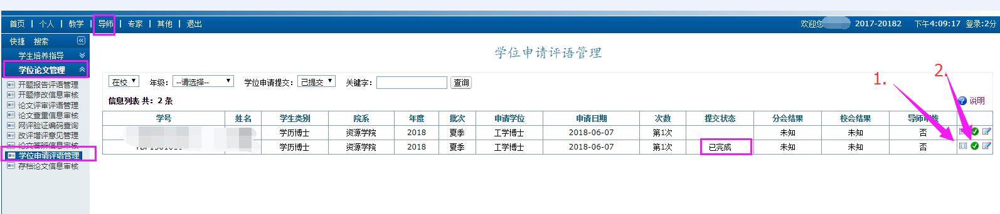 首页 | 个人 | 教学 | 导师 | 专家 | 其他 | 退出
欢迎您 2017-20182 下午4:09:17 登录:2分
快捷 搜索
学生培养指导
学位论文管理
开题报告评语管理
开题修改信息审核
论文评审评语管理
论文查重信息审核
网评验证编码查询
改评增评意见管理
论文答辩信息审核
学位申请评语管理
存档论文信息审核
学位申请评语管理
在校 年级: --请选择-- 学位申请提交: 已提交 关键字: 查询
1.
2.
信息列表 共: 2 条
说明
学号 姓名 学生类别 院系 年度 批次 申请学位 申请日期 次数 提交状态 分会结果 校会结果 导师审核
学历博士 资源学院 2018 夏季 工学博士 2018-06-07 第1次 未知 未知 否
学历博士 资源学院 2018 夏季 工学博士 2018-06-07 第1次 已完成 未知 未知 否